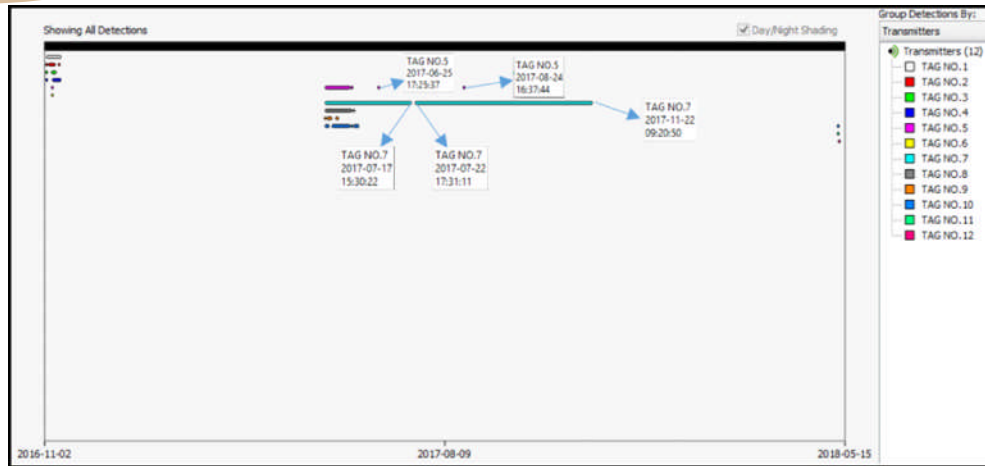 Group Detections By:
Showing All Detections
Day/Night Shading
Transmitters
TAG NO.5
2017-06-25
17:25:37
TAG NO.5
2017-08-24
16:37:44
TAG NO.7
2017-11-22
09:20:50
TAG NO.7
2017-07-17
15:30:22
TAG NO.7
2017-07-22
17:31:11
Transmitters (12)
TAG NO.1
TAG NO.2
TAG NO.3
TAG NO.4
TAG NO.5
TAG NO.6
TAG NO.7
TAG NO.8
TAG NO.9
TAG NO.10
TAG NO.11
TAG NO.12
2016-11-02
2017-08-09
2018-05-15